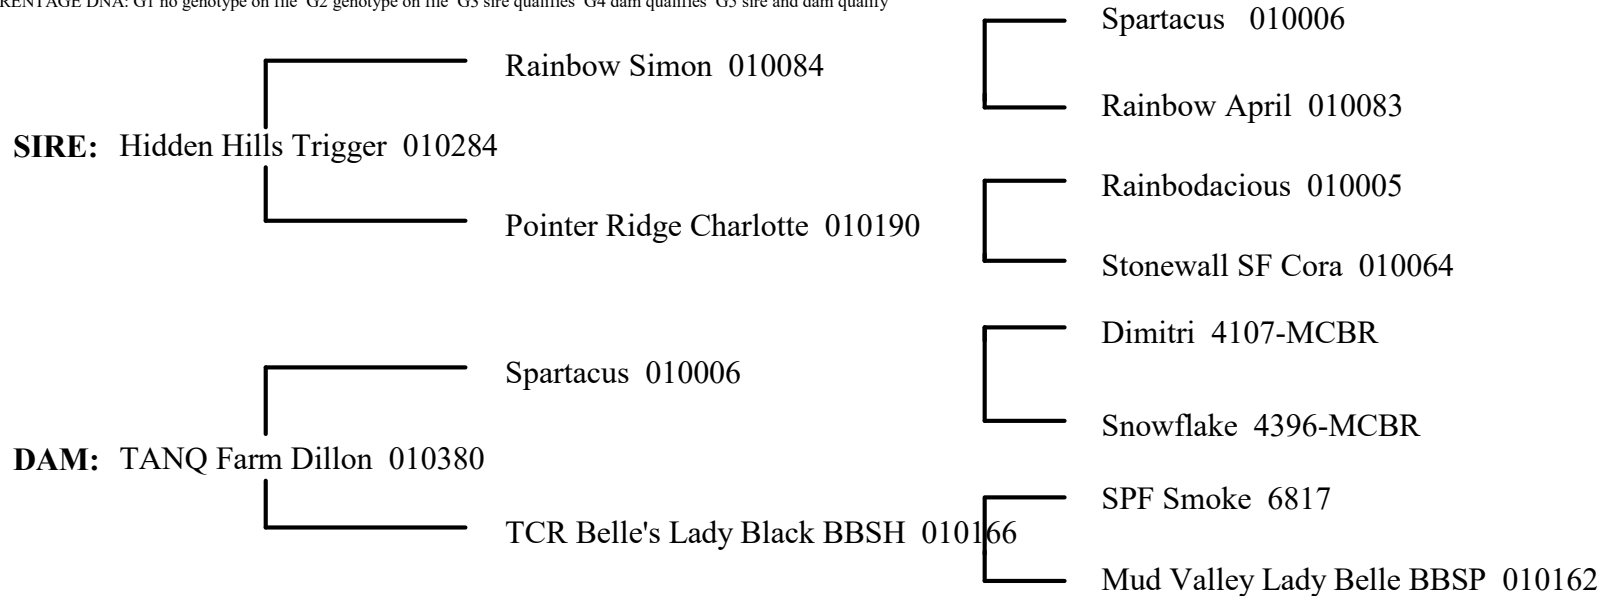 RENTAGE DNA: G1 no genotype on file G2 genotype on file G3 sire qualifies G4 dam qualifies G5 sire and dam qualify
Spartacus 010006
Rainbow Simon 010084
Rainbow April 010083
SIRE: Hidden Hills Trigger 010284
Rainbodacious 010005
Pointer Ridge Charlotte 010190
Stonewall SF Cora 010064
Dimitri 4107-MCBR
Spartacus 010006
Snowflake 4396-MCBR
DAM: TANQ Farm Dillon 010380
SPF Smoke 6817
TCR Belle's Lady Black BBSH 010166
Mud Valley Lady Belle BBSP 010162